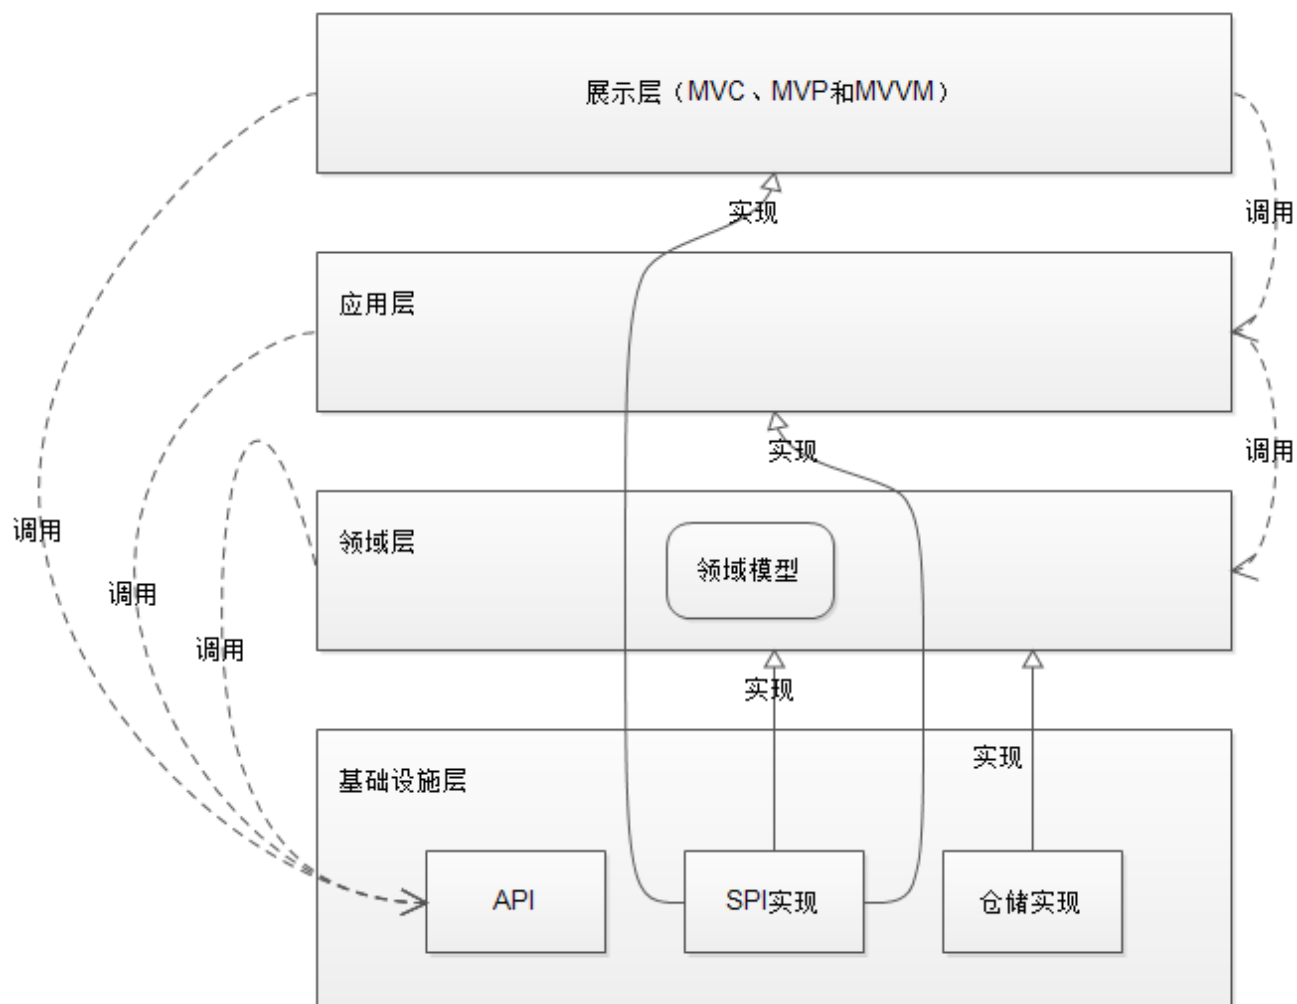 展示层（MVC、MVP和MVVM）
实现
调用
应用层
实现
调用
调用
领域层
领域模型
调用
调用
实现
实现
基础设施层
API
SPI实现
仓储实现